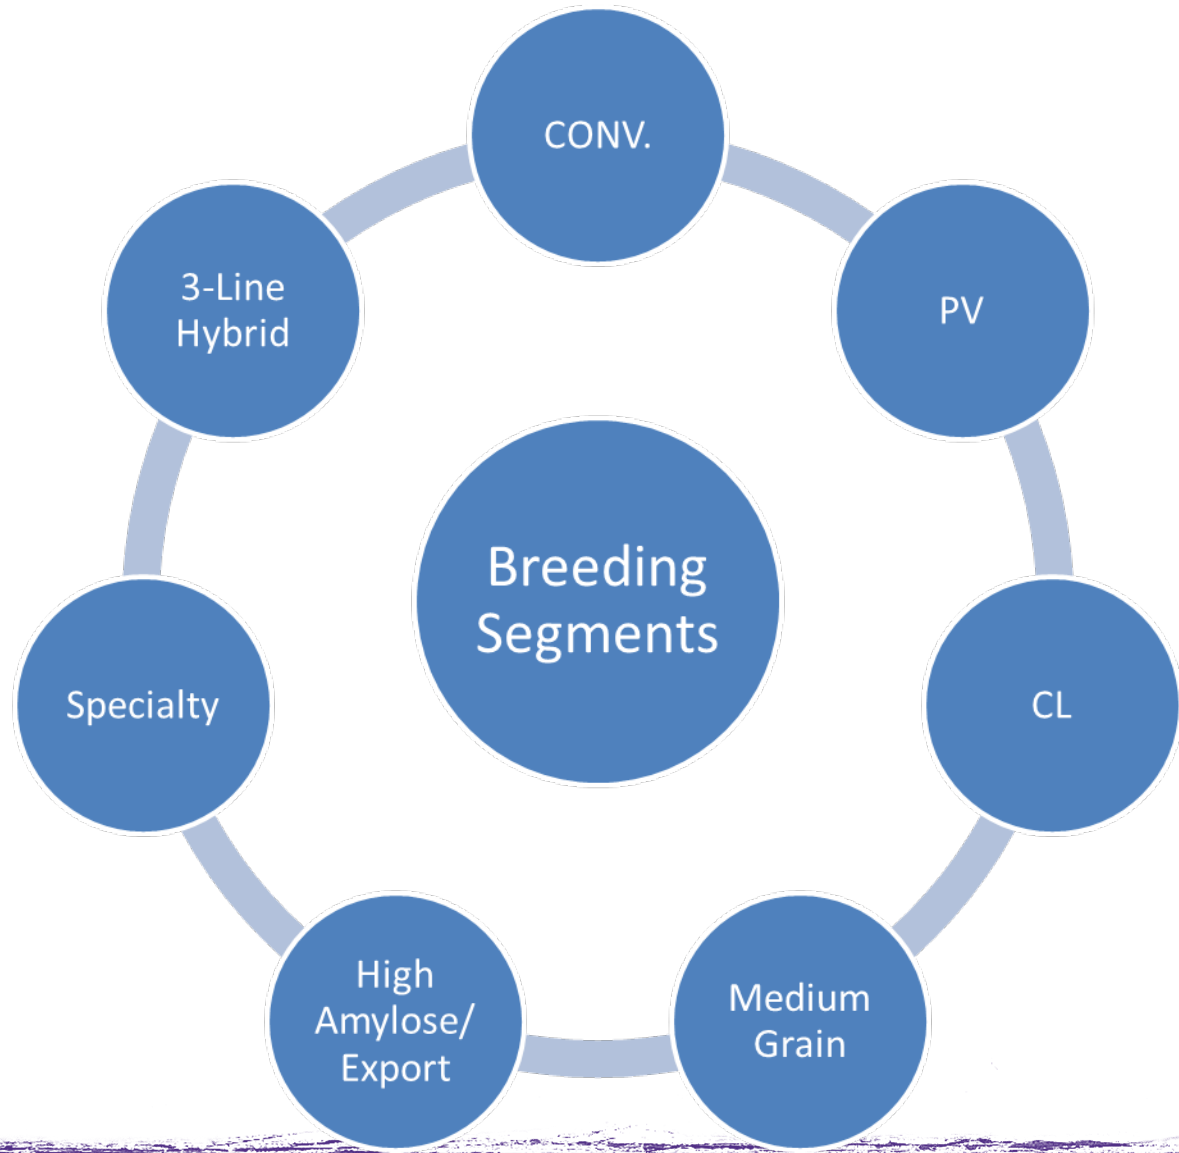 CONV.
PV
CL
Medium
Grain
High
Amylose/
Export
Specialty
3-Line
Hybrid
Breeding
Segments